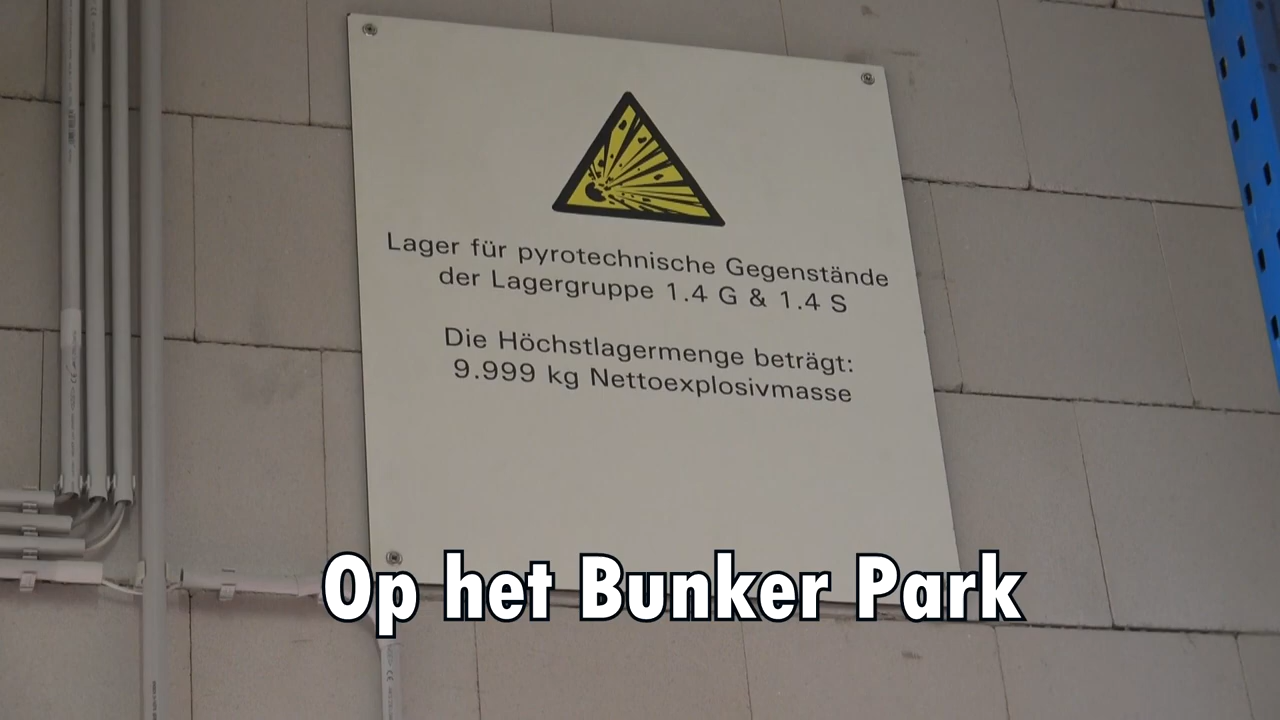 Lager für pyrotechnische Gegenstände
der Lagergruppe 1.4 G & 1.4 S
Die Höchstlagermenge beträgt:
9.999 kg Nettoexplosivmasse
Op het Bunker Park